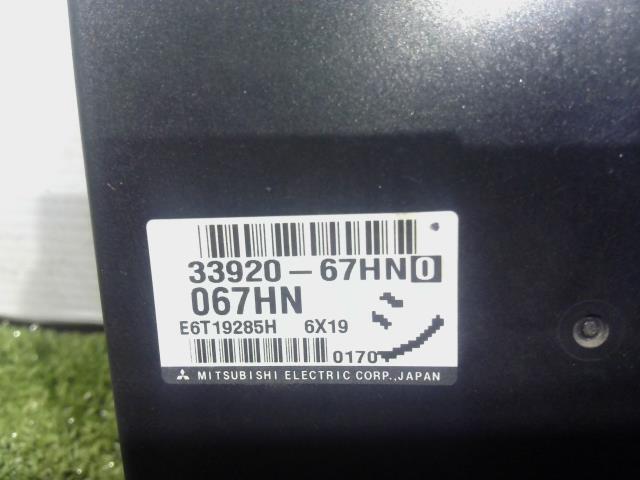 33920-67HN0
067HN
E6T19285H 6X19
0170
MITSUBISHI ELECTRIC CORP.,JAPAN